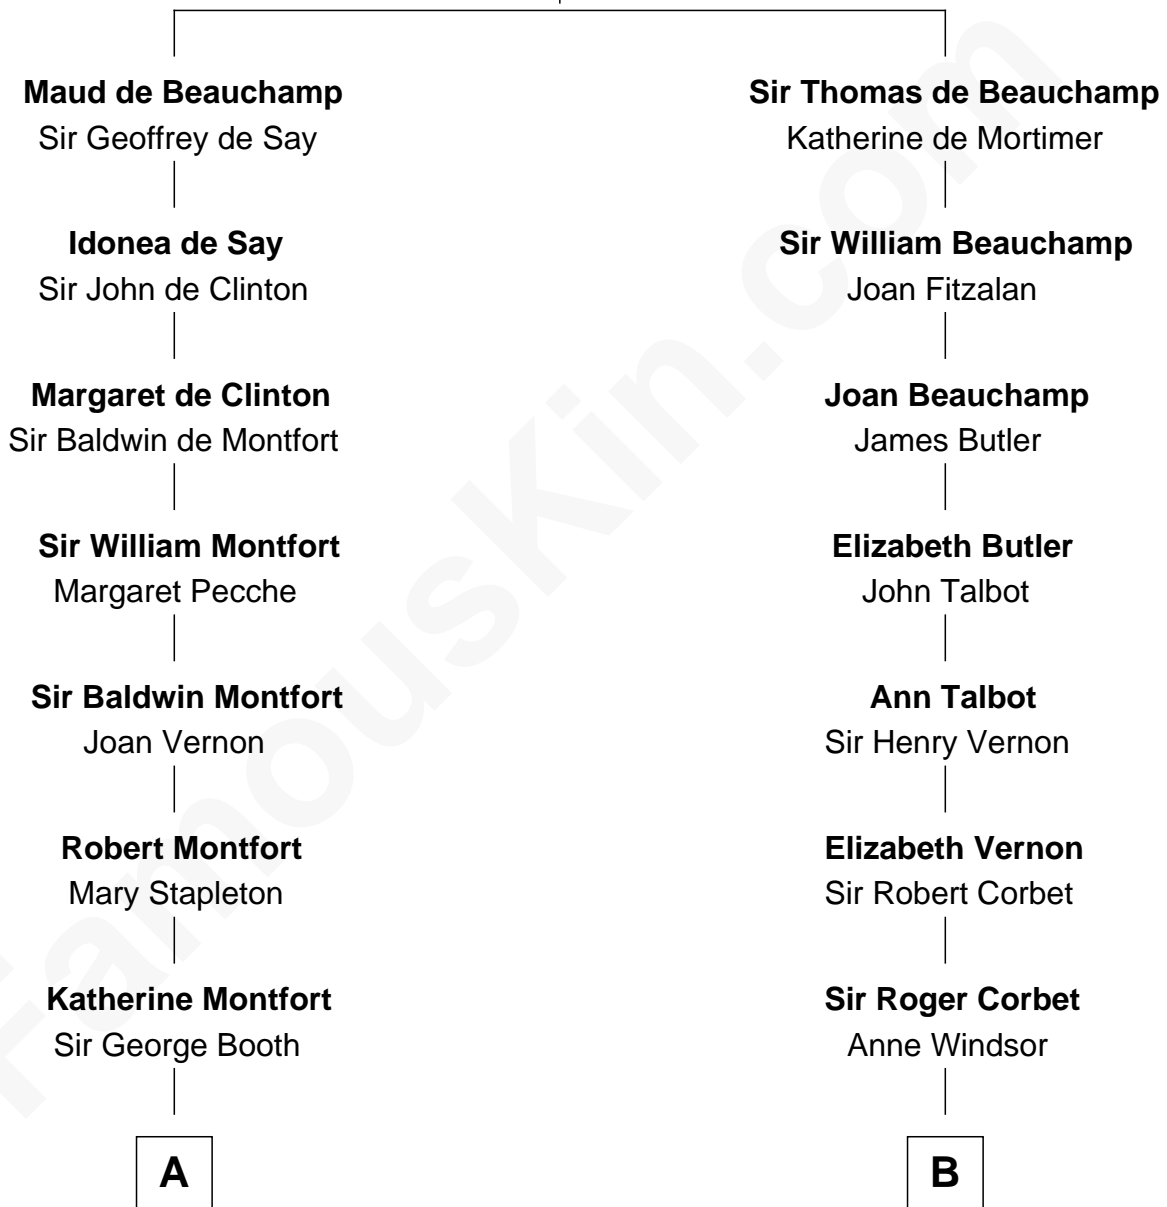 Maud de Beauchamp
Sir Geoffrey de Say
Idonea de Say
Sir John de Clinton
Margaret de Clinton
Sir Baldwin de Montfort
Sir William Montfort
Margaret Pecche
Sir Baldwin Montfort
Joan Vernon
Robert Montfort
Mary Stapleton
Katherine Montfort
Sir George Booth
A
Sir Thomas de Beauchamp
Katherine de Mortimer
Sir William Beauchamp
Joan Fitzalan
Joan Beauchamp
James Butler
Elizabeth Butler
John Talbot
Ann Talbot
Sir Henry Vernon
Elizabeth Vernon
Sir Robert Corbet
Sir Roger Corbet
Anne Windsor
B
FamousKin.com